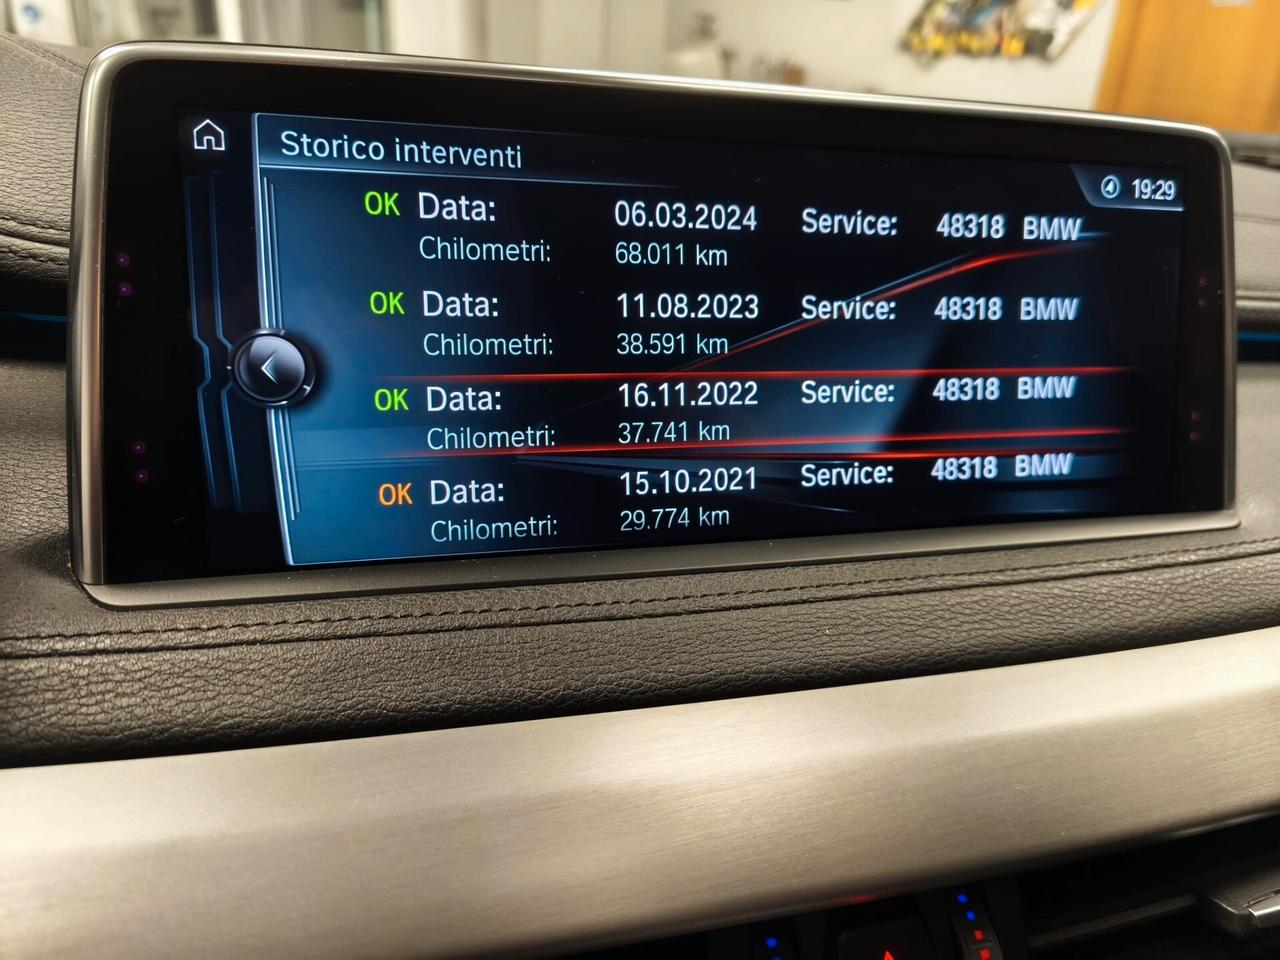 Storico interventi
19:29
OK Data: 06.03.2024 Service: 48318 BMW
Chilometri: 68.011 km
OK Data: 11.08.2023 Service: 48318 BMW
Chilometri: 38.591 km
OK Data: 16.11.2022 Service: 48318 BMW
Chilometri: 37.741 km
OK Data: 15.10.2021 Service: 48318 BMW
Chilometri: 29.774 km